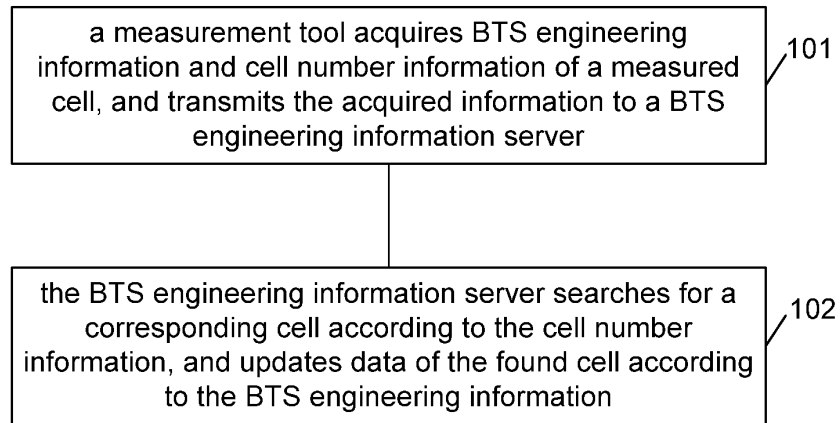 a measurement tool acquires BTS engineering
information and cell number information of a measured
cell, and transmits the acquired information to a BTS
engineering information server
101
the BTS engineering information server searches for a
corresponding cell according to the cell number
information, and updates data of the found cell according
to the BTS engineering information
102